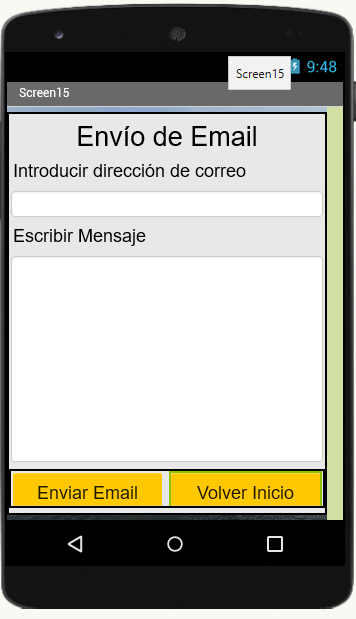 Screen15
9:48
Screen15
Envío de Email
Introducir dirección de correo
Escribir Mensaje
Enviar Email
Volver Inicio